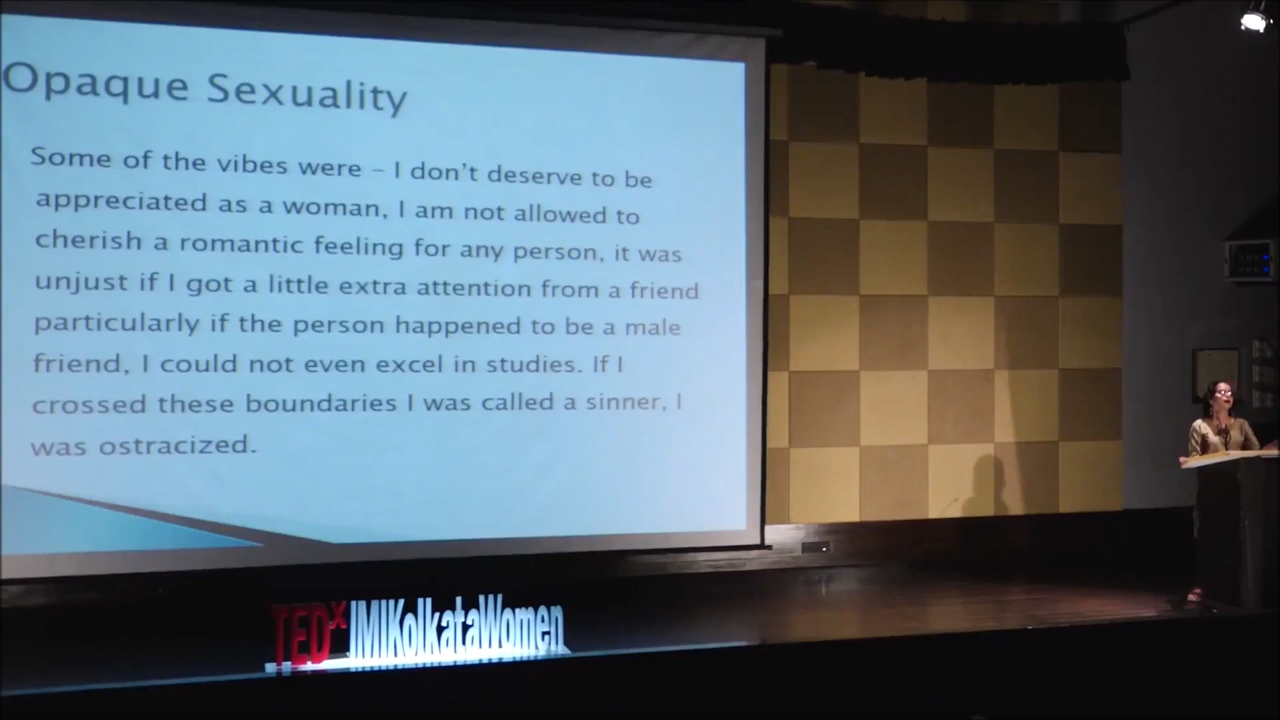 Opaque Sexuality
Some of the vibes were – I don't deserve to be
appreciated as a woman, I am not allowed to
cherish a romantic feeling for any person, it was
unjust if I got a little extra attention from a friend
particularly if the person happened to be a male
friend, I could not even excel in studies. If I
crossed these boundaries I was called a sinner, I
was ostracized.
TEDx IMIKolkataWomen